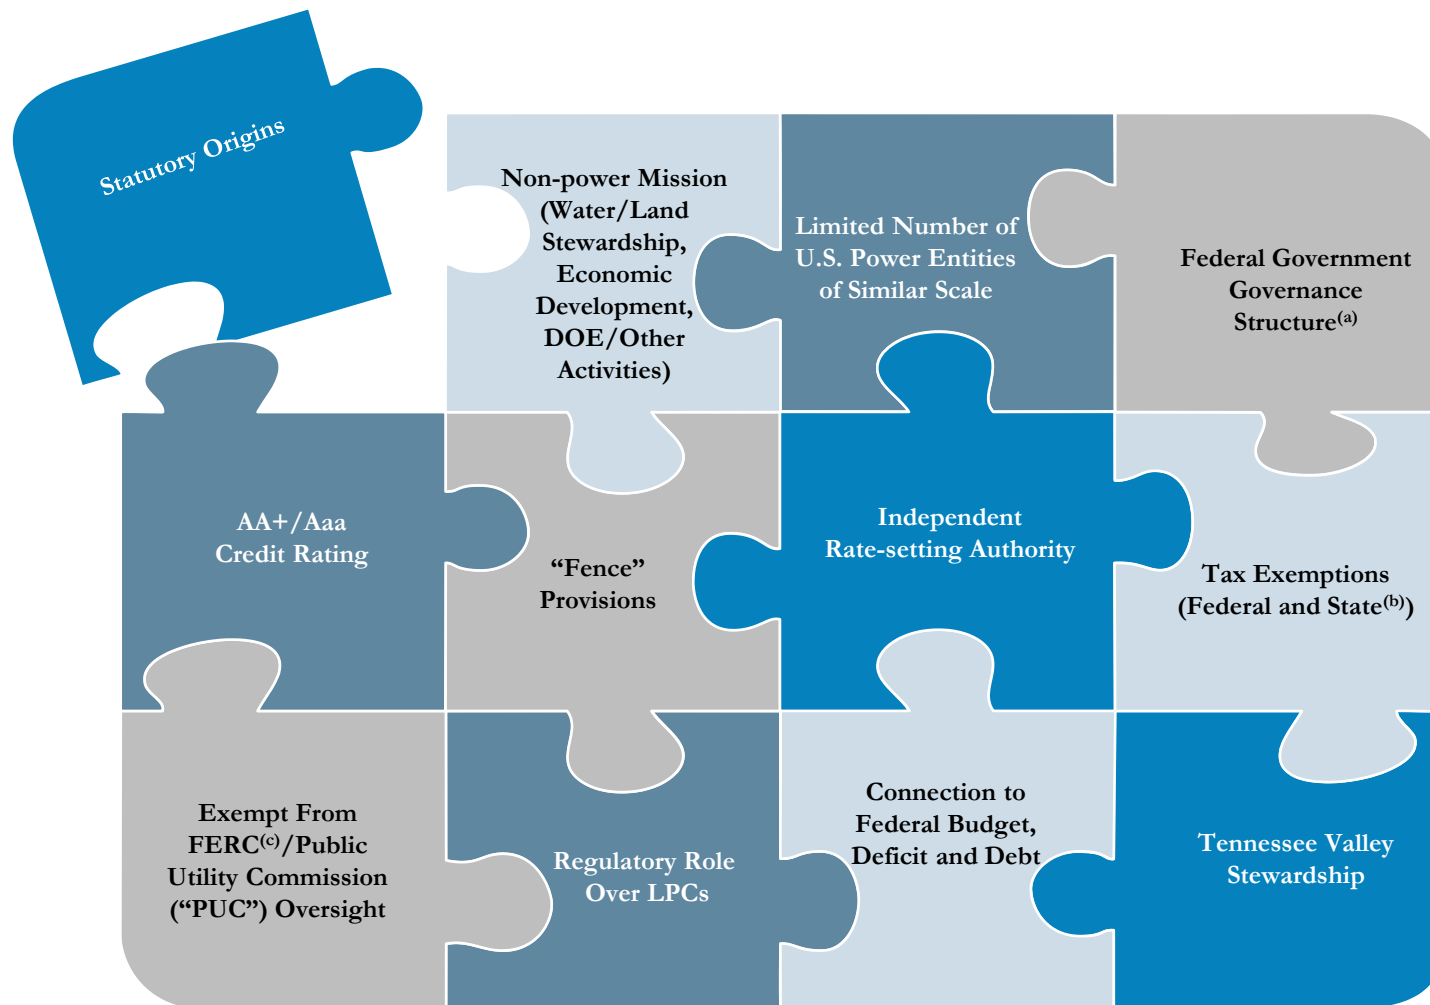 Statutory Origins
Non-power Mission
(Water/Land
Stewardship,
Economic
Development,
DOE/Other
Activities)
Limited Number of
U.S. Power Entities
of Similar Scale
Federal Government
Governance
Structure(a)
AA+/Aaa
Credit Rating
“Fence”
Provisions
Independent
Rate-setting Authority
Tax Exemptions
(Federal and State(b))
Exempt From
FERC(c)/Public
Utility Commission
(“PUC”) Oversight
Regulatory Role
Over LPCs
Connection to
Federal Budget,
Deficit and Debt
Tennessee Valley
Stewardship